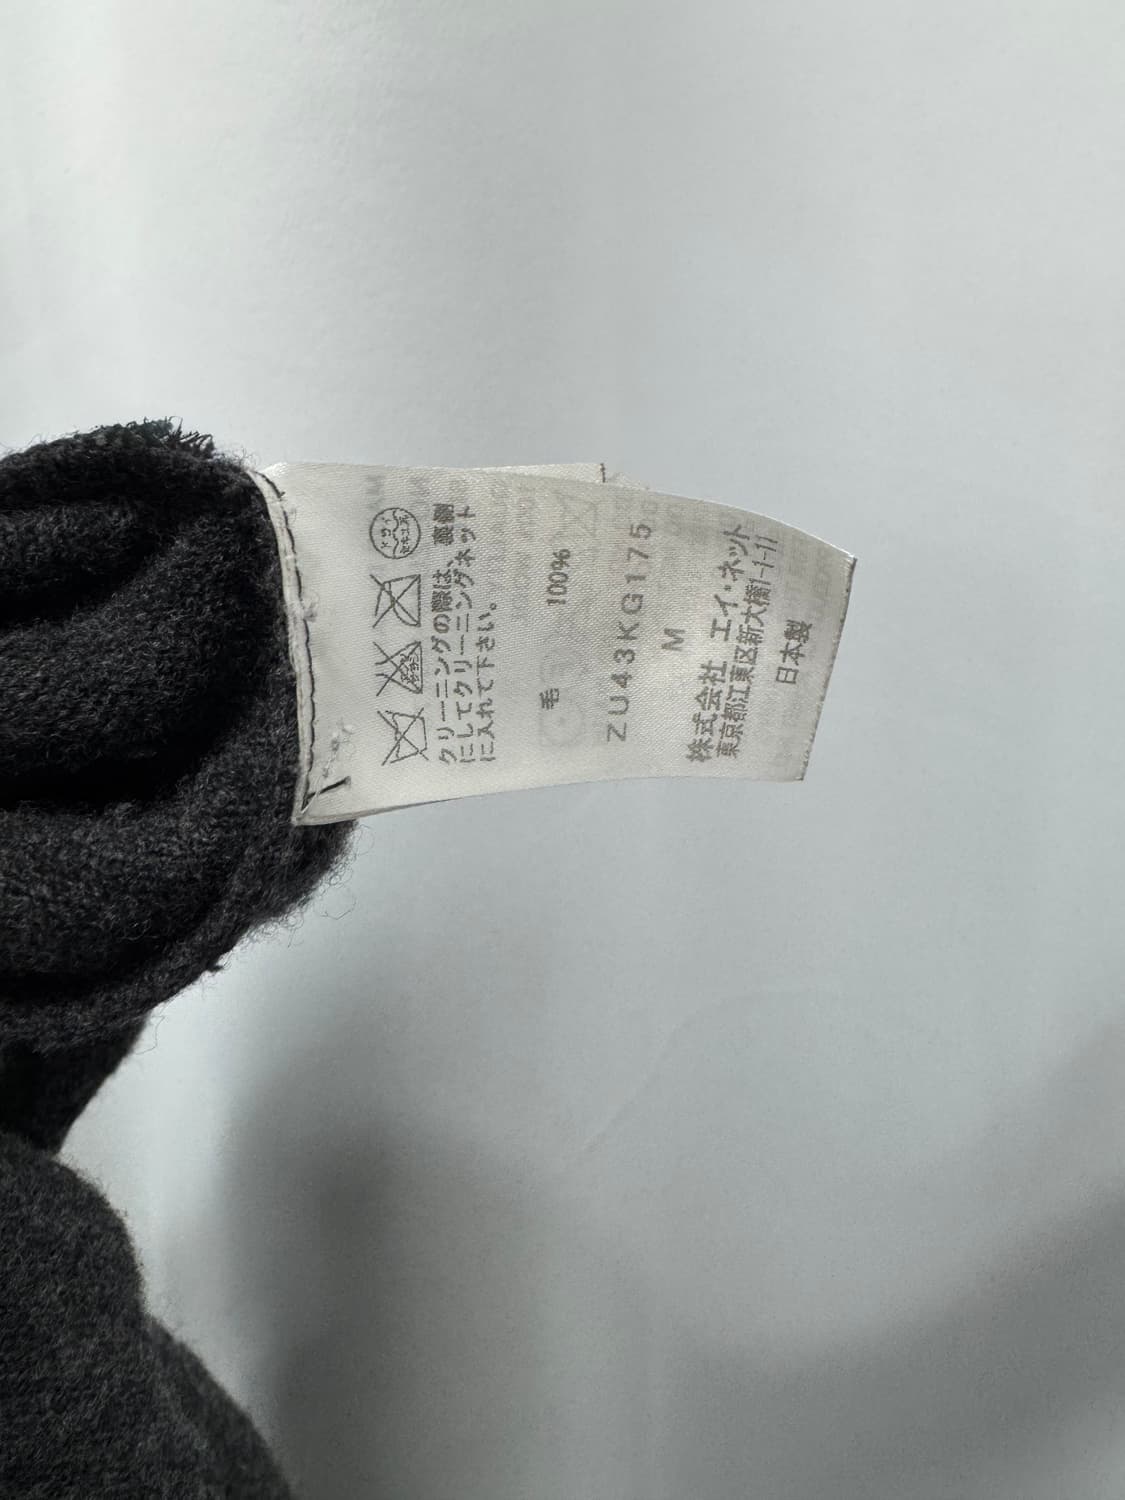 クリーニングの際は、裏側
にしてクリーニングネット
に入れて下さい。
毛 100%
ZU43KG175
M
株式会社 エイ・ネット
東京都江東区新大橋1-1-11
日本製